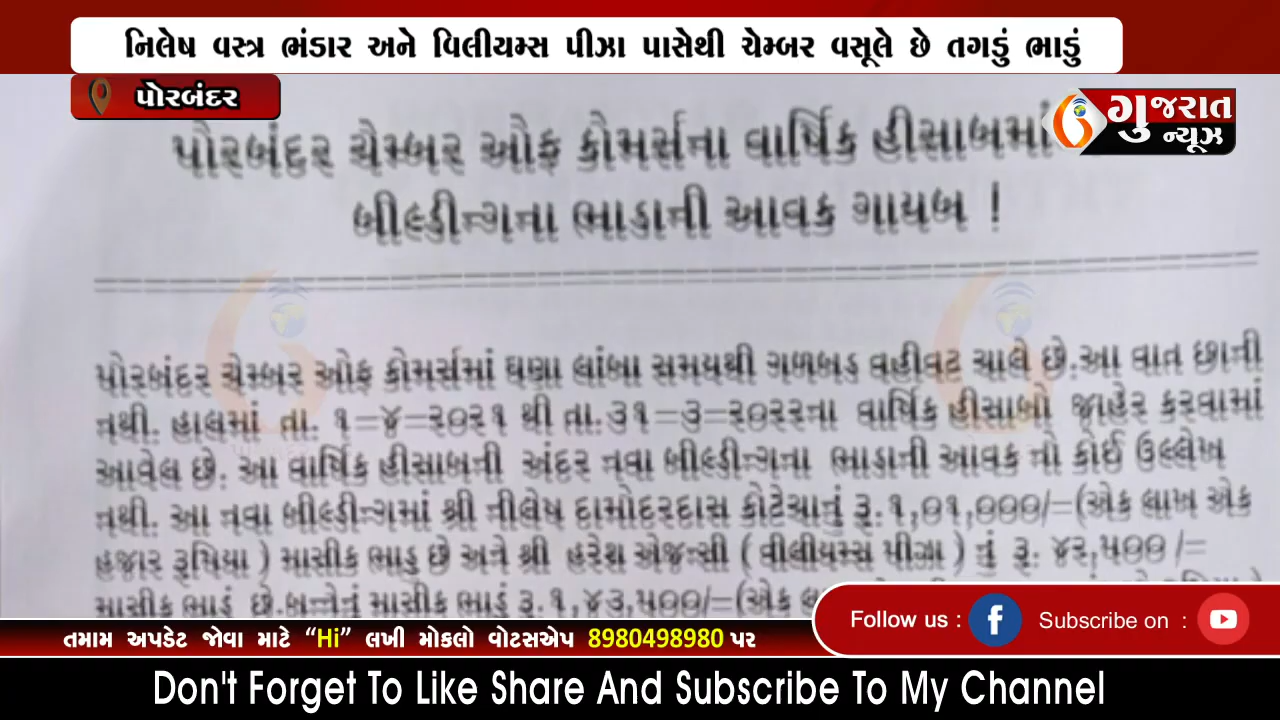 નિલેષ વસ્ત્ર ભંડાર અને વિલીયમ્સ પીઝા પાસેથી ચેમ્બર વસૂલે છે તગડું ભાડું
પોરબંદર
ગુજરાત
ન્યૂઝ
પોરબંદર ચેમ્બર ઓફ કોમર્સના વાર્ષિક હીસાબમાં
બીલ્ડીન્ગના ભાડાની આવક ગાયબ !
પોરબંદર ચેમ્બર ઓફ કોમર્સમાં ઘણા લાંબા સમયથી ગળબડ વહીવટ ચાલે છે.આ વાત છાની
નથી. હાલમાં તા. ૧-૪-૨૦૨૧ થી તા.૩૧-૩-૨૦૨૨ના વાર્ષિક હીસાબો જાહેર કરવામાં
આવેલ છે. આ વાર્ષિક હીસાબની અંદર નવા બીલ્ડીન્ગના ભાડાની આવક નો કોઈ ઉલ્લેખ
નથી. આ નવા બીલ્ડીન્ગમાં શ્રી નીલેષ દામોદરદાસ કોટેચાનું રૂ.૧,૦૧,૦૦૦/=(એક લાખ એક
હજાર રૂપિયા ) માસીક ભાડુ છે અને શ્રી હરેશ એજન્સી ( વીલીયમ્સ પીઝા ) નું રૂ. ૪૨,૫૦૦ /=
માસીક ભાડું છે.બન્નેનું માસીક ભાડું રૂ.૧,૪૩,૫૦૦/=(એક
Follow us :
Subscribe on :
તમામ અપડેટ જોવા માટે “Hi” લખી મોકલો વોટસએપ 8980498980 પર
Don't Forget To Like Share And Subscribe To My Channel